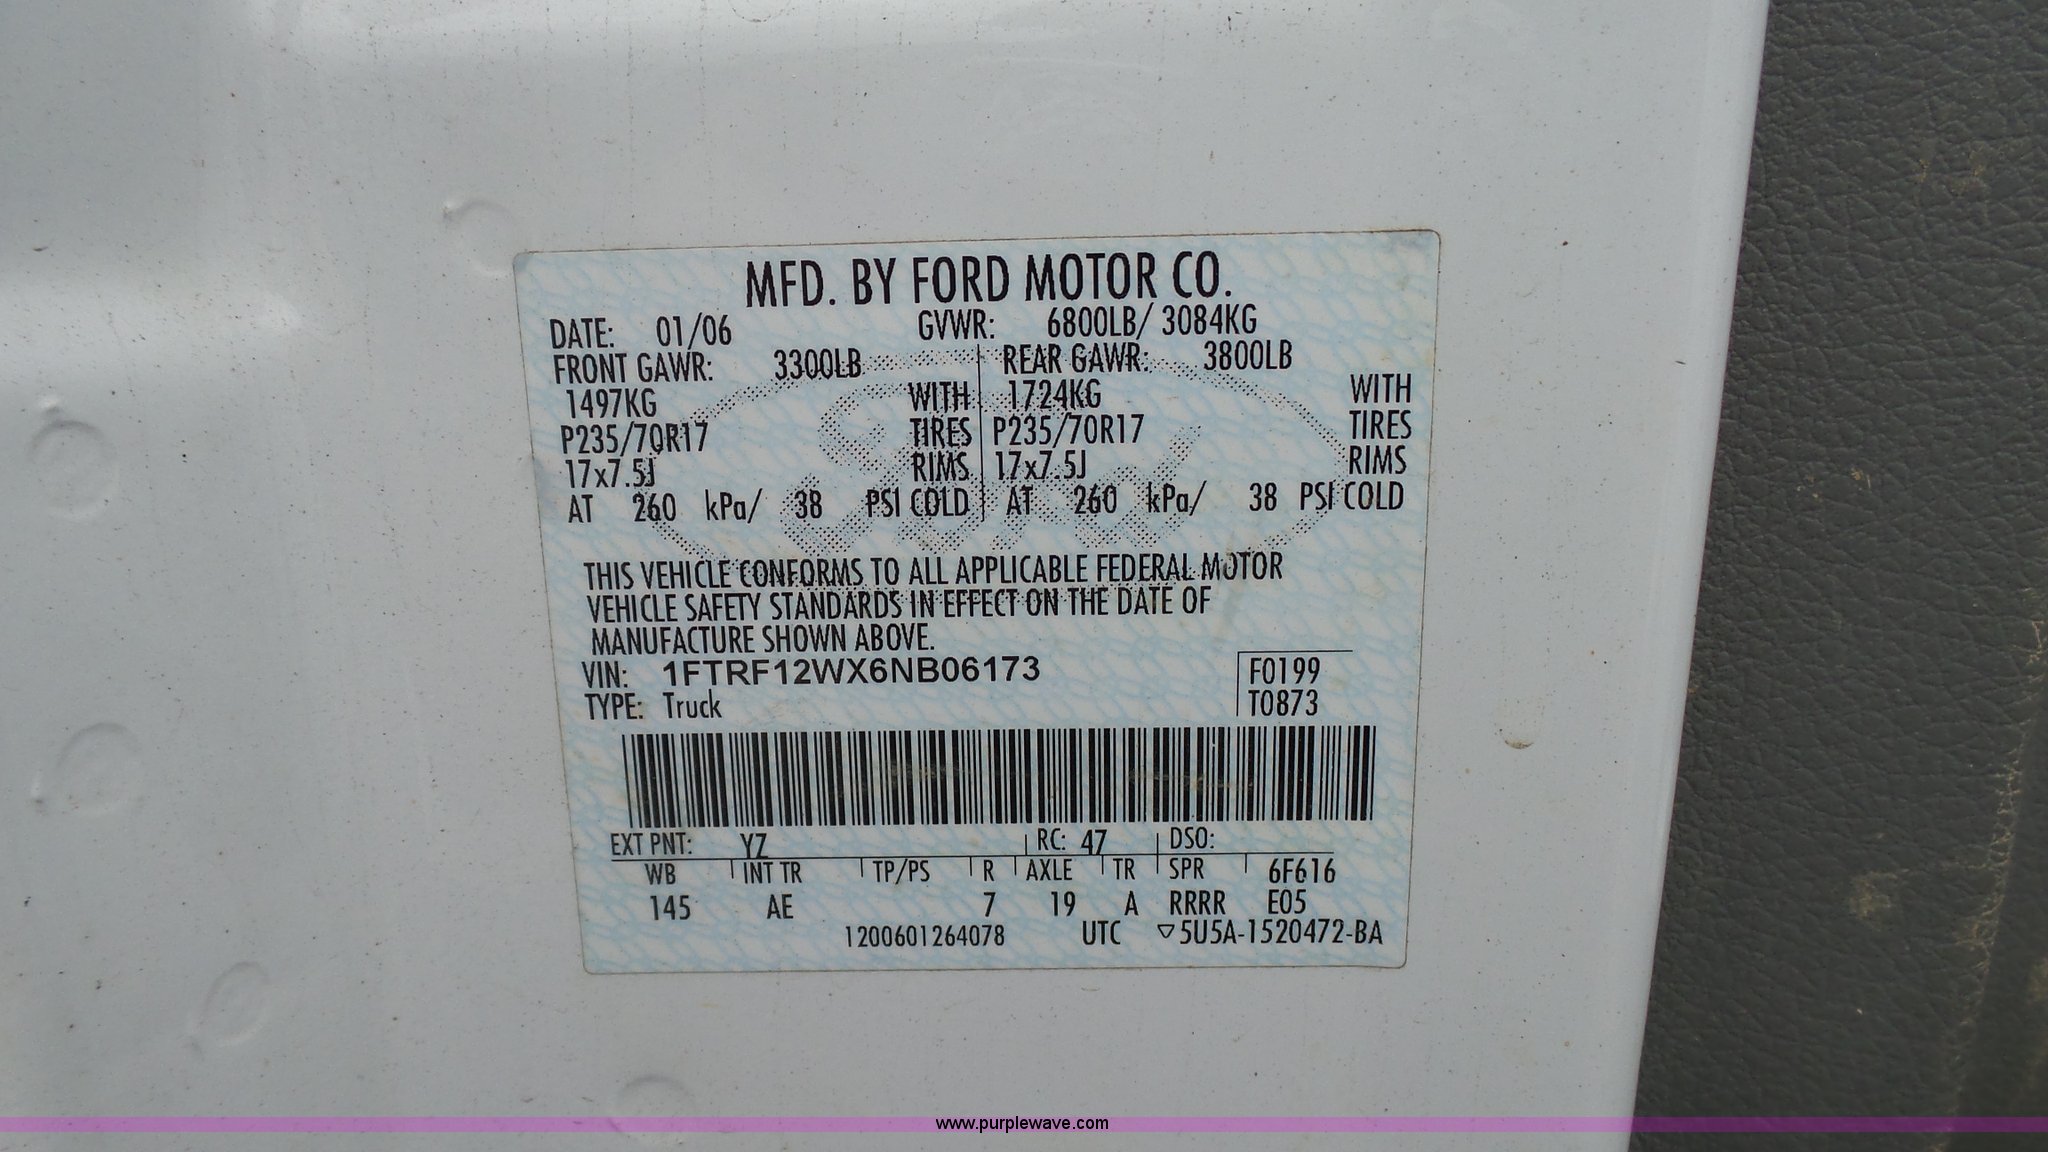 MFD. BY FORD MOTOR CO.
DATE: 01/06 GVWR: 6800LB/ 3084KG
FRONT GAWR: 3300LB REAR GAWR: 3800LB
1497KG WITH 1724KG WITH
P235/70R17 TIRES P235/70R17 TIRES
17x7.5J RIMS 17x7.5J RIMS
AT 260 kPa/ 38 PSI COLD AT 260 kPa/ 38 PSI COLD
THIS VEHICLE CONFORMS TO ALL APPLICABLE FEDERAL MOTOR
VEHICLE SAFETY STANDARDS IN EFFECT ON THE DATE OF
MANUFACTURE SHOWN ABOVE.
VIN: 1FTRF12WX6NB06173 F0199
TYPE: Truck T0873
EXT PNT: YZ RC: 47 DSO:
WB INT TR TP/PS R AXLE TR SPR 6F616
145 AE 7 19 A RRRR E05
1200601264078 UTC ▽5U5A-1520472-BA
www.purplewave.com